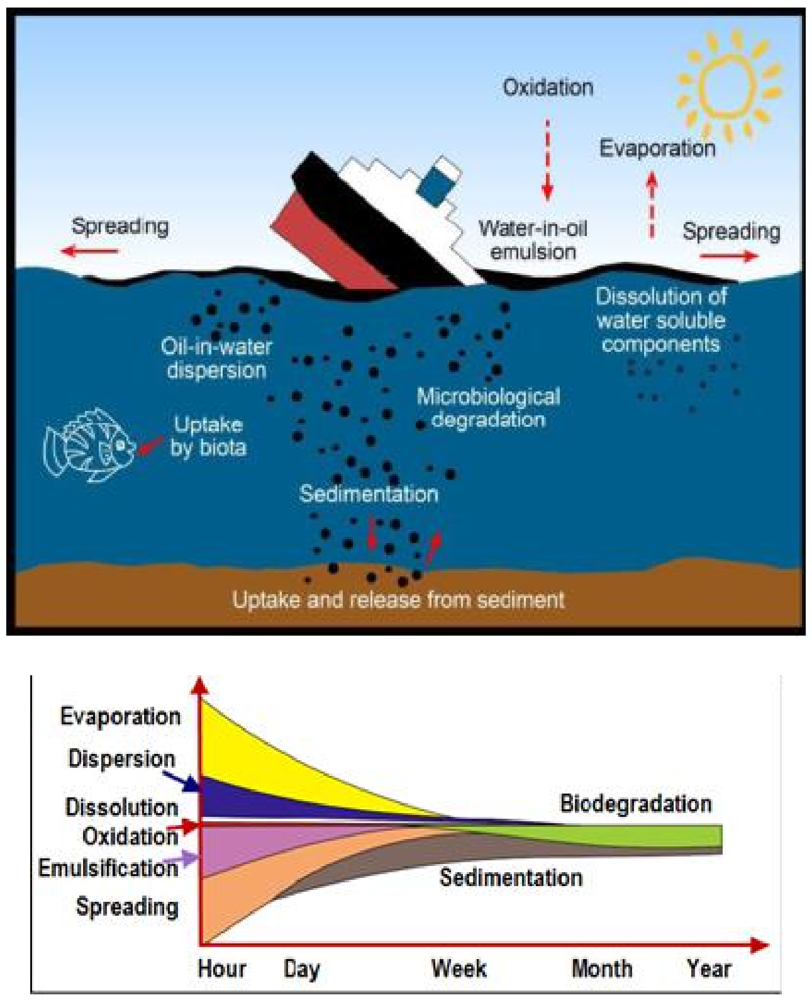 Oxidation
Evaporation
Spreading
Water-in-oil
emulsion
Spreading
Dissolution of
water soluble
components
Oil-in-water
dispersion
Microbiological
degradation
Uptake
by biota
Sedimentation
Uptake and release from sediment
Evaporation
Dispersion
Dissolution
Oxidation
Emulsification
Spreading
Biodegradation
Sedimentation
Hour Day Week Month Year